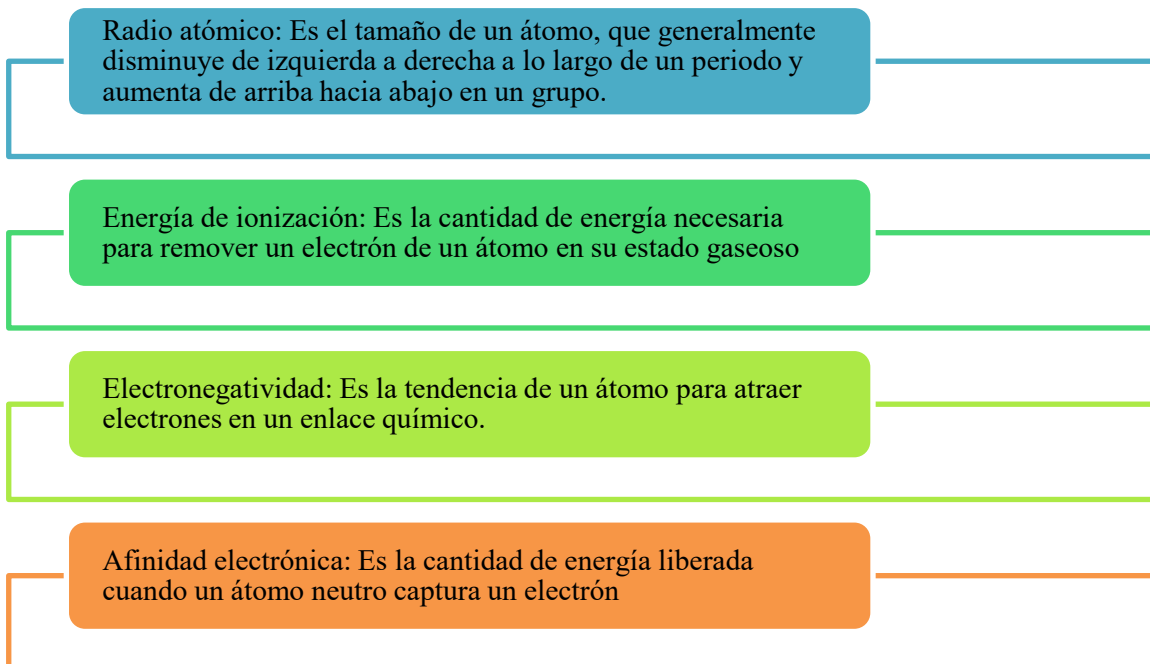 Radio atómico: Es el tamaño de un átomo, que generalmente
disminuye de izquierda a derecha a lo largo de un periodo y
aumenta de arriba hacia abajo en un grupo.
Energía de ionización: Es la cantidad de energía necesaria
para remover un electrón de un átomo en su estado gaseoso
Electronegatividad: Es la tendencia de un átomo para atraer
electrones en un enlace químico.
Afinidad electrónica: Es la cantidad de energía liberada
cuando un átomo neutro captura un electrón